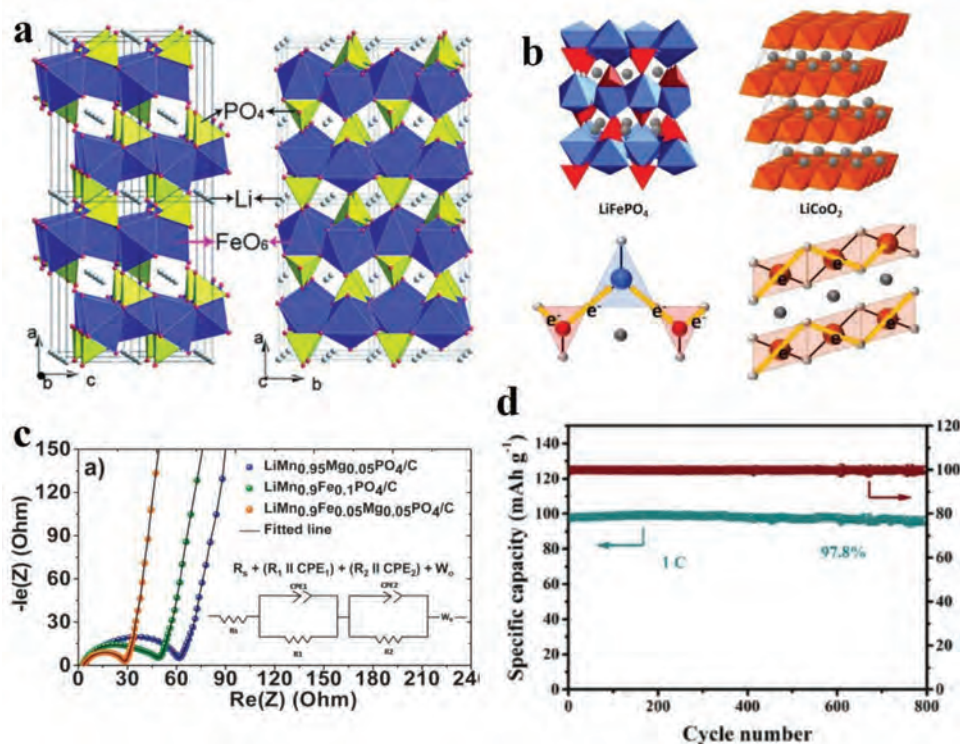 a
PO4
Li
FeO6
a
b
c
a
c
b
b
LiFePO4
LiCoO2
e-
e-
e-
e-
e
e
e
e
c
a)
LiMn0.95Mg0.05PO4/C
LiMn0.9Fe0.1PO4/C
LiMn0.9Fe0.05Mg0.05PO4/C
Fitted line
Rs + (R1 II CPE1) + (R2 II CPE2) + Wo
CPE1
CPE2
Rs
R1
R2
Wo
150
120
90
60
30
0
-Ie(Z) (Ohm)
0
30
60
90
120
150
180
210
240
Re(Z) (Ohm)
d
140
120
100
80
60
40
20
0
Specific capacity (mAh g-1)
120
100
80
60
40
20
0
1 C
97.8%
0
200
400
600
800
Cycle number